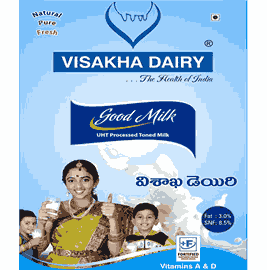 Natural
Pure
Fresh
VISAKHA DAIRY ®
...The Health of India
Good Milk
UHT Processed Toned Milk
విశాఖ డెయిరి
Fat : 3.0%
SNF: 8.5%
+F
FORTIFIED
Vitamins A & D